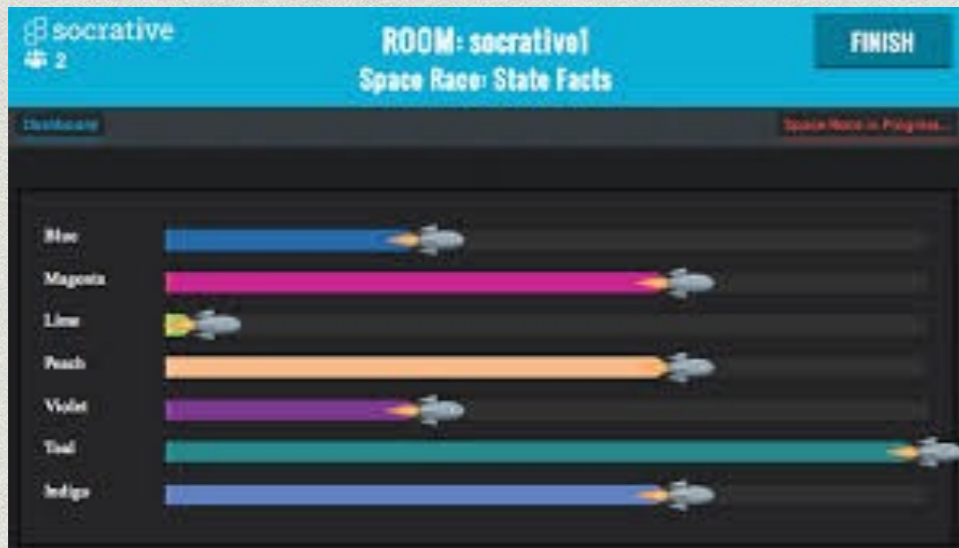 socrative
2
ROOM: socrative1
Space Race: State Facts
FINISH
Dashboard
Space Race in Progress...
Blue
Magenta
Lime
Peach
Violet
Teal
Indigo